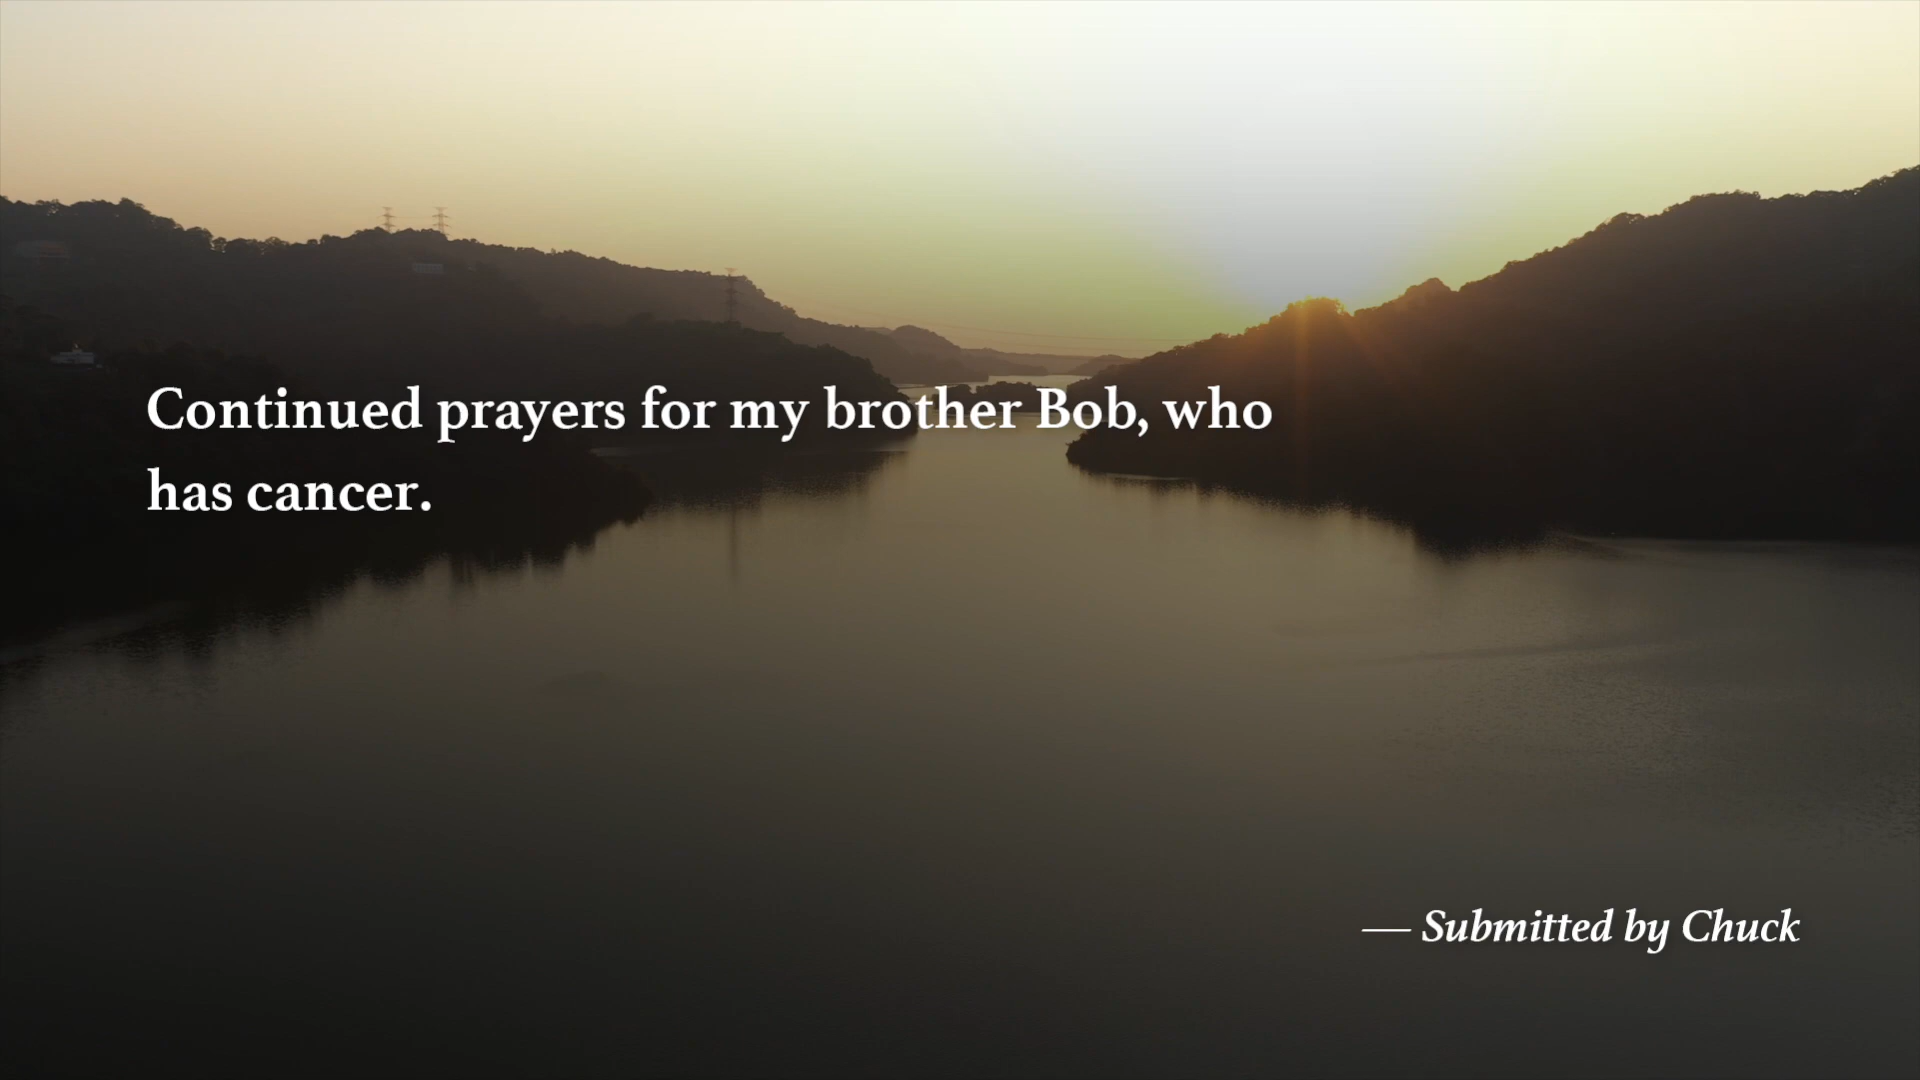 Continued prayers for my brother Bob, who
has cancer.
— Submitted by Chuck